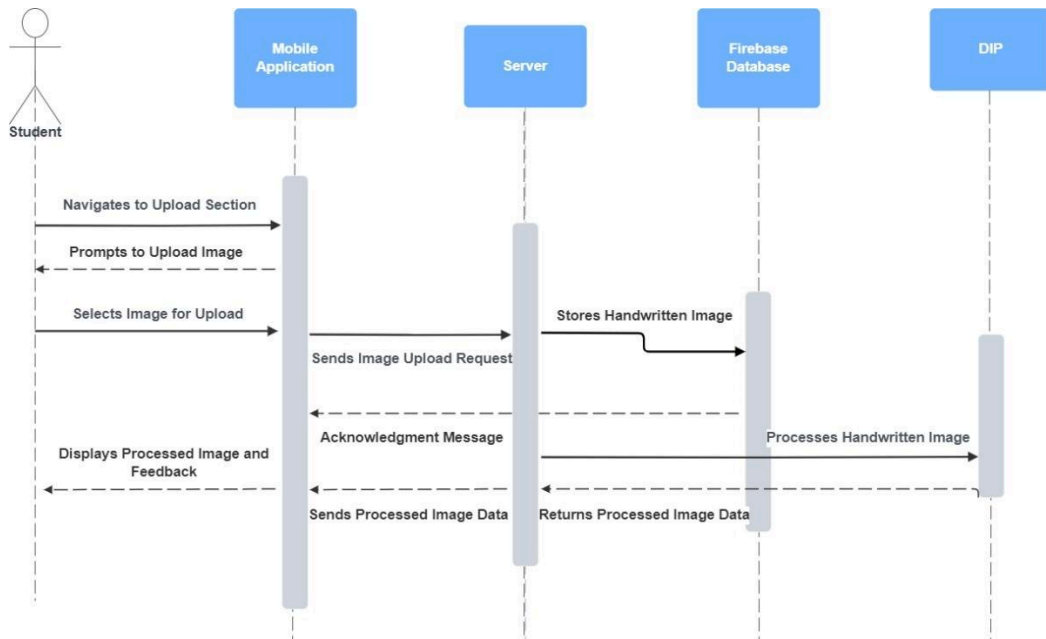 Mobile
Application
Server
Firebase
Database
DIP
Student
Navigates to Upload Section
Prompts to Upload Image
Selects Image for Upload
Stores Handwritten Image
Sends Image Upload Request
Acknowledgment Message
Processes Handwritten Image
Displays Processed Image and
Feedback
Sends Processed Image Data
Returns Processed Image Data